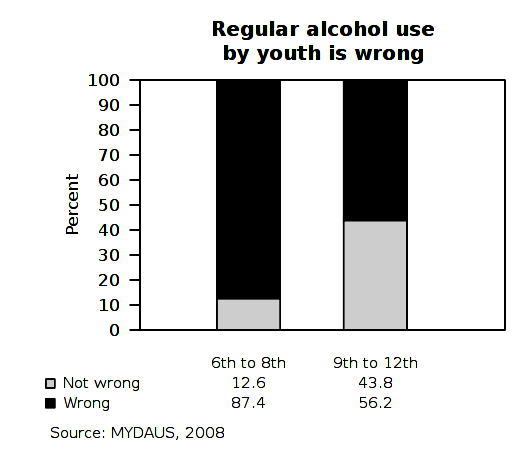 Regular alcohol use
by youth is wrong
Percent
100
90
80
70
60
50
40
30
20
10
0
6th to 8th 9th to 12th
Not wrong 12.6 43.8
Wrong 87.4 56.2
Source: MYDAUS, 2008